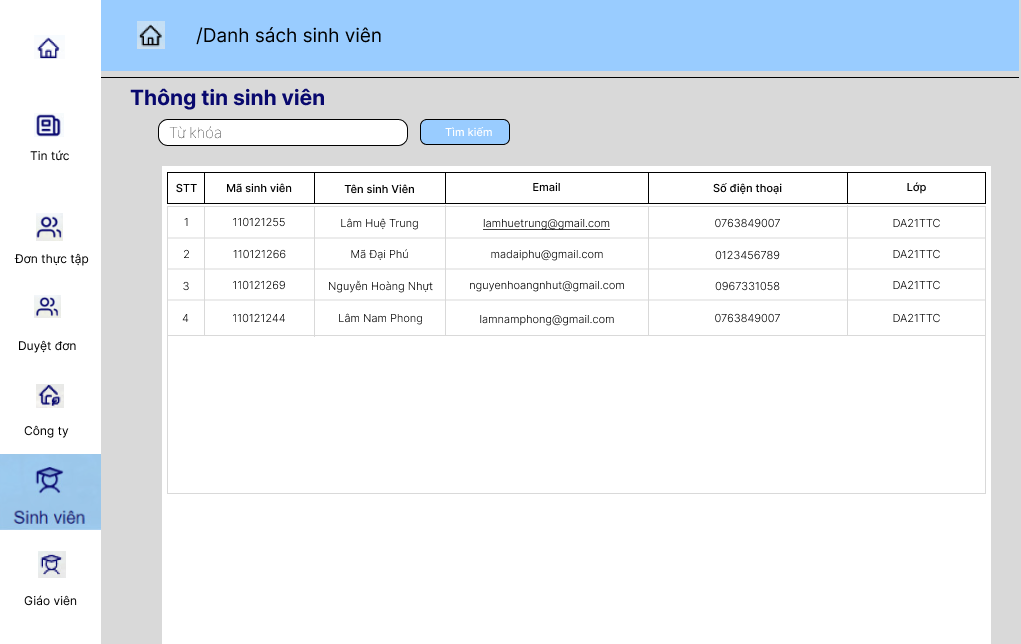 /Danh sách sinh viên
Tin tức
Đơn thực tập
Duyệt đơn
Công ty
Sinh viên
Giáo viên
Thông tin sinh viên
Từ khóa
Tìm kiếm
STT Mã sinh viên Tên sinh Viên Email Số điện thoại Lớp
1 110121255 Lâm Huệ Trung lamhuetrung@gmail.com 0763849007 DA21TTC
2 110121266 Mã Đại Phú madaiphu@gmail.com 0123456789 DA21TTC
3 110121269 Nguyễn Hoàng Nhựt nguyenhoangnhut@gmail.com 0967331058 DA21TTC
4 110121244 Lâm Nam Phong lamnamphong@gmail.com 0763849007 DA21TTC